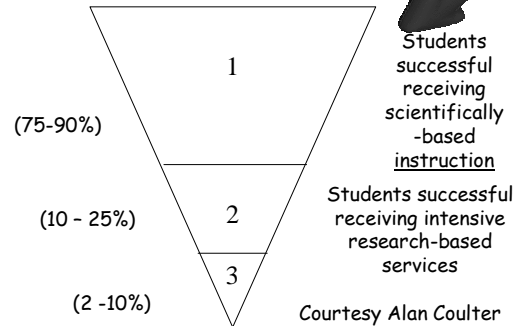 1
Students
successful
receiving
scientifically
-based
instruction
(75-90%)
2
Students successful
receiving intensive
research-based
services
(10 – 25%)
3
(2 -10%)
Courtesy Alan Coulter